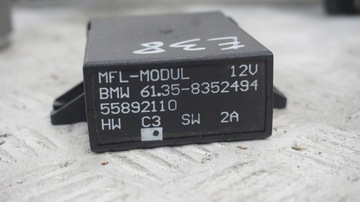 E38
MFL-MODUL 12V
BMW 61.35-8352494
55892110
HW C3 SW 2A